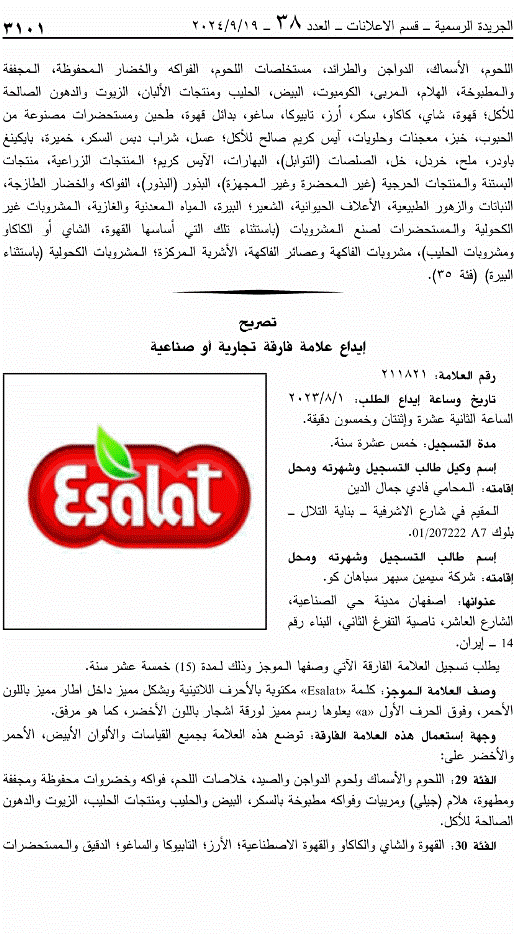 الجريدة الرسمية ـ قسم الاعلانات ـ العدد ٣٨ ـ ٢٠٢٤/٩/١٩ ٣١٠١
اللحوم، الأسماك، الدواجن والطرائد، مستخلصات اللحوم، الفواكه والخضار المحفوظة، المجففة
والمطبوخة، الهلام، المربى، الكومبوت، البيض، الحليب ومنتجات الألبان، الزيوت والدهون الصالحة
للأكل؛ قهوة، شاي، كاكاو، سكر، أرز، تابيوكا، ساغو، بدائل قهوة، طحين ومستحضرات مصنوعة من
الحبوب، خبز، معجنات وحلويات، آيس كريم صالح للأكل؛ عسل، شراب دبس السكر، خميرة، بايكينغ
باودر، ملح، خردل، خل، الصلصات (التوابل)، البهارات، الآيس كريم؛ المنتجات الزراعية، منتجات
البستنة والمنتجات الحرجية (غير المحضرة وغير المجهزة)، البذور (البذور)، الفواكه والخضار الطازجة،
النباتات والزهور الطبيعية، الأعلاف الحيوانية، الشعير؛ البيرة، المياه المعدنية والغازية، المشروبات غير
الكحولية والمستحضرات لصنع المشروبات (باستثناء تلك التي أساسها القهوة، الشاي أو الكاكاو
ومشروبات الحليب)، مشروبات الفاكهة وعصائر الفاكهة، الأشربة المركزة؛ المشروبات الكحولية (باستثناء
البيرة) (فئة ٣٥).
تصريح
إيداع علامة فارقة تجارية أو صناعية
رقم العلامة: ٢١١٨٢١
تاريخ وساعة إيداع الطلب: ٢٠٢٣/٨/١
الساعة الثانية عشرة وإثنتان وخمسون دقيقة.
مدة التسجيل: خمس عشرة سنة.
إسم وكيل طالب التسجيل وشهرته ومحل
إقامته: المحامي فادي جمال الدين
المقيم في شارع الاشرفية ـ بناية التلال ـ
بلوك A7 01/207222.
إسم طالب التسجيل وشهرته ومحل
إقامته: شركة سيمين سبهر سباهان كو.
عنوانها: اصفهان مدينة حي الصناعية،
الشارع العاشر، ناصية التفرغ الثاني، البناء رقم
14 ـ إيران.
Esalat
يطلب تسجيل العلامة الفارقة الآتي وصفها الموجز وذلك لمدة (15) خمسة عشر سنة.
وصف العلامة الموجز: كلمة «Esalat» مكتوبة بالأحرف اللاتينية وبشكل مميز داخل اطار مميز باللون
الأحمر، وفوق الحرف الأول «a» يعلوها رسم مميز لورقة اشجار باللون الأخضر، كما هو مرفق.
وجهة إستعمال هذه العلامة الفارقة: توضع هذه العلامة بجميع القياسات والألوان الأبيض، الأحمر
والأخضر على:
الفئة 29: اللحوم والأسماك ولحوم الدواجن والصيد، خلاصات اللحم، فواكه وخضروات محفوظة ومجففة
ومطهوة، هلام (جيلي) ومربيات وفواكه مطبوخة بالسكر، البيض والحليب ومنتجات الحليب، الزيوت والدهون
الصالحة للأكل.
الفئة 30: القهوة والشاي والكاكاو والقهوة الاصطناعية؛ الأرز؛ التابيوكا والساغو؛ الدقيق والمستحضرات